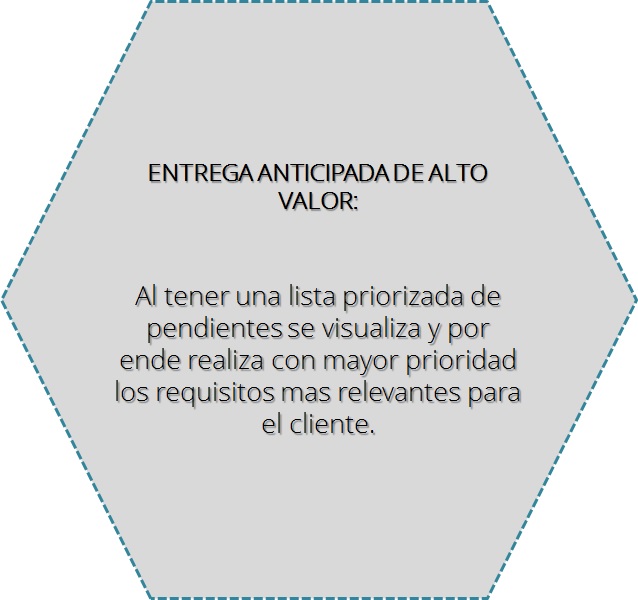 ENTREGA ANTICIPADA DE ALTO
VALOR:
Al tener una lista priorizada de
pendientes se visualiza y por
ende realiza con mayor prioridad
los requisitos mas relevantes para
el cliente.